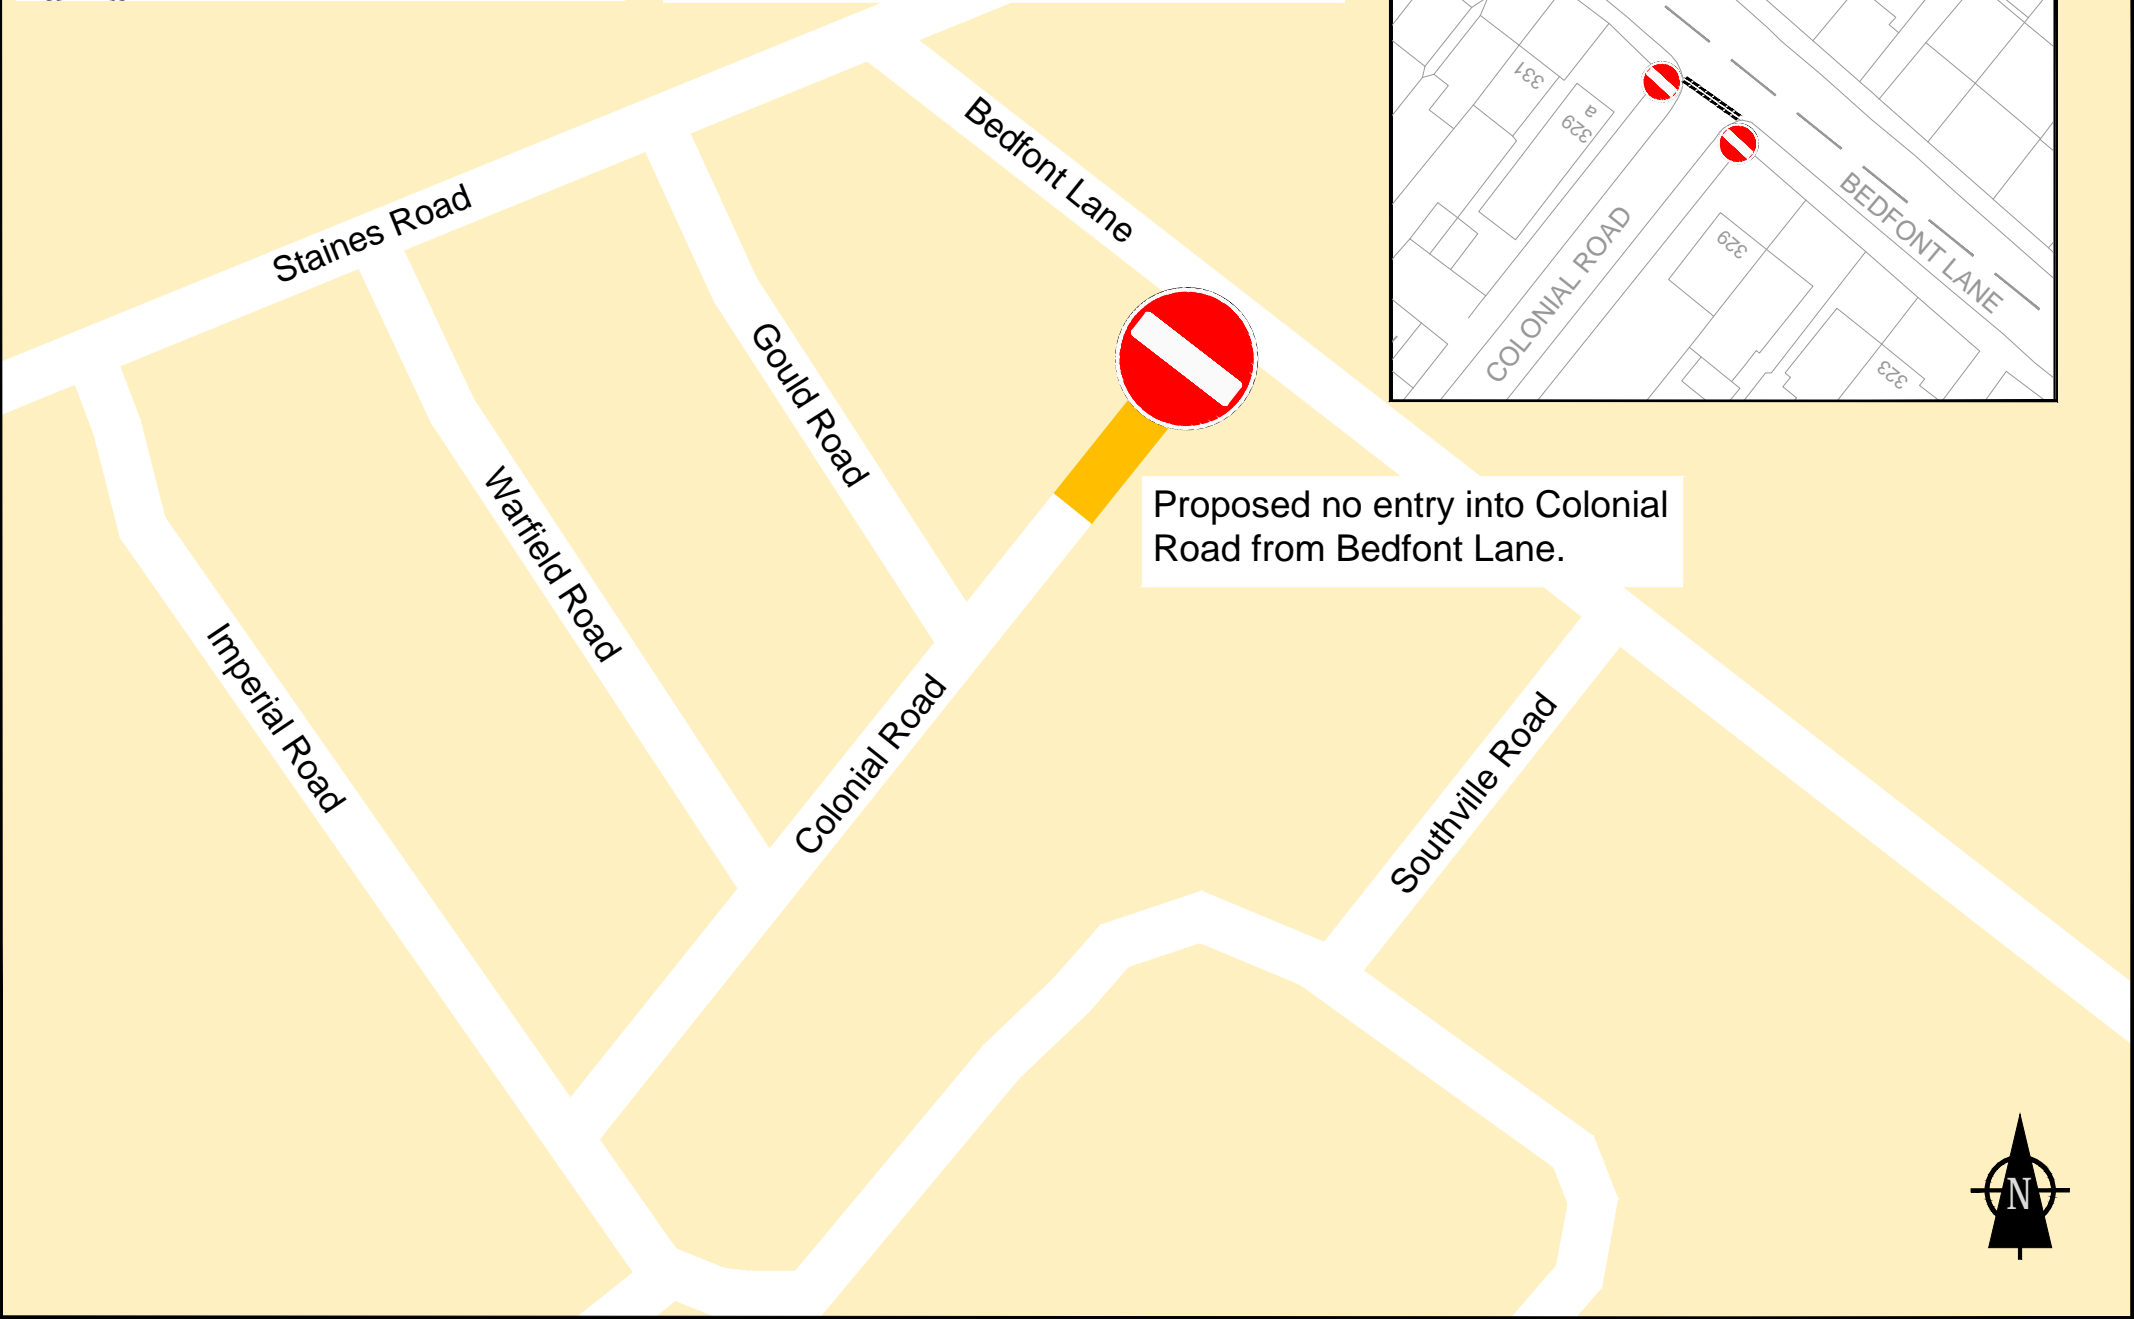 Staines Road
Bedfont Lane
Gould Road
Warfield Road
Imperial Road
Colonial Road
Southville Road
Proposed no entry into Colonial
Road from Bedfont Lane.
331
329
a
COLONIAL ROAD
BEDFONT LANE
329
323
N